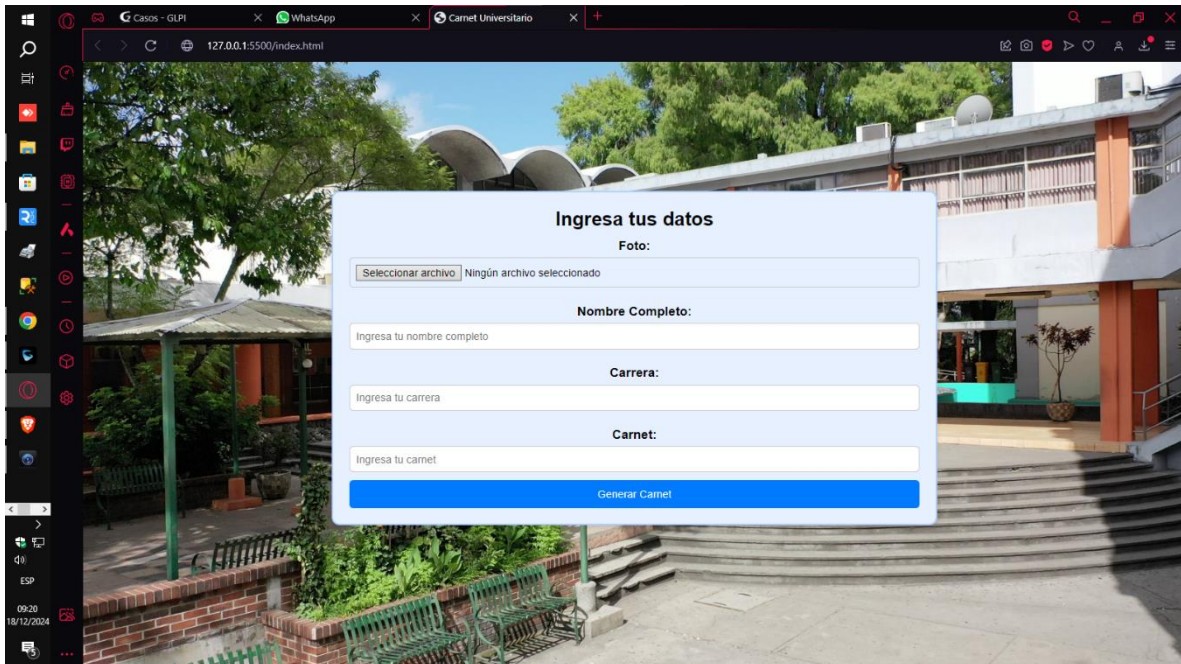 Casos - GLPI
WhatsApp
Carnet Universitario
127.0.0.1:5500/index.html
Ingresa tus datos
Foto:
Seleccionar archivo Ningún archivo seleccionado
Nombre Completo:
Ingresa tu nombre completo
Carrera:
Ingresa tu carrera
Carnet:
Ingresa tu carnet
Generar Carnet
ESP
09:20
18/12/2024
5